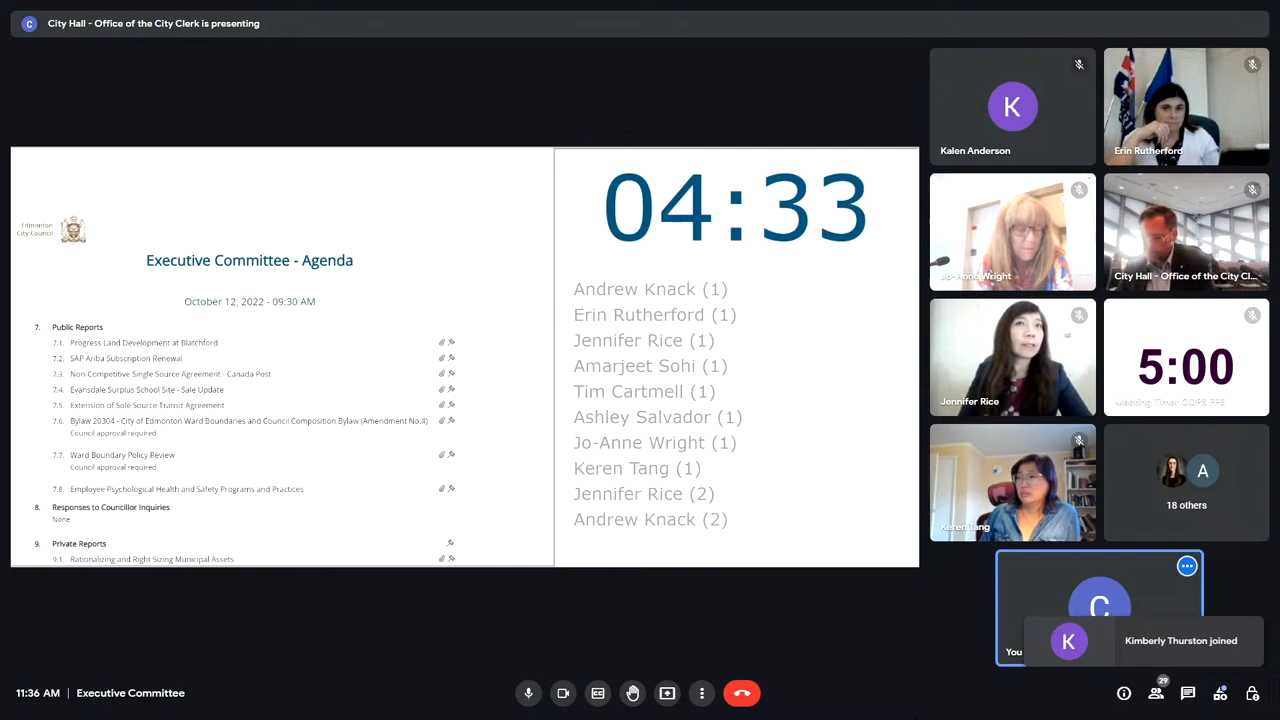 C
City Hall - Office of the City Clerk is presenting
Edmonton
City Council
Executive Committee - Agenda
October 12, 2022 - 09:30 AM
7. Public Reports
7.1. Progress Land Development at Blatchford
7.2. SAP Ariba Subscription Renewal
7.3. Non-Competitive Single Source Agreement - Canada Post
7.4. Evansdale Surplus School Site - Sale Update
7.5. Extension of Sole Source Transit Agreement
7.6. Bylaw 20304 - City of Edmonton Ward Boundaries and Council Composition Bylaw (Amendment No.4)
Council approval required
7.7. Ward Boundary Policy Review
Council approval required
7.8. Employee Psychological Health and Safety Programs and Practices
8. Responses to Councillor Inquiries
None
9. Private Reports
9.1. Rationalizing and Right Sizing Municipal Assets
04:33
Andrew Knack (1)
Erin Rutherford (1)
Jennifer Rice (1)
Amarjeet Sohi (1)
Tim Cartmell (1)
Ashley Salvador (1)
Jo-Anne Wright (1)
Keren Tang (1)
Jennifer Rice (2)
Andrew Knack (2)
K
Kalen Anderson
Erin Rutherford
Jo-Anne Wright
City Hall - Office of the City Cl...
Jennifer Rice
5:00
Meeting Timer COPS FPS
Keren Tang
A
18 others
C
You
K
Kimberly Thurston joined
11:36 AM | Executive Committee
29